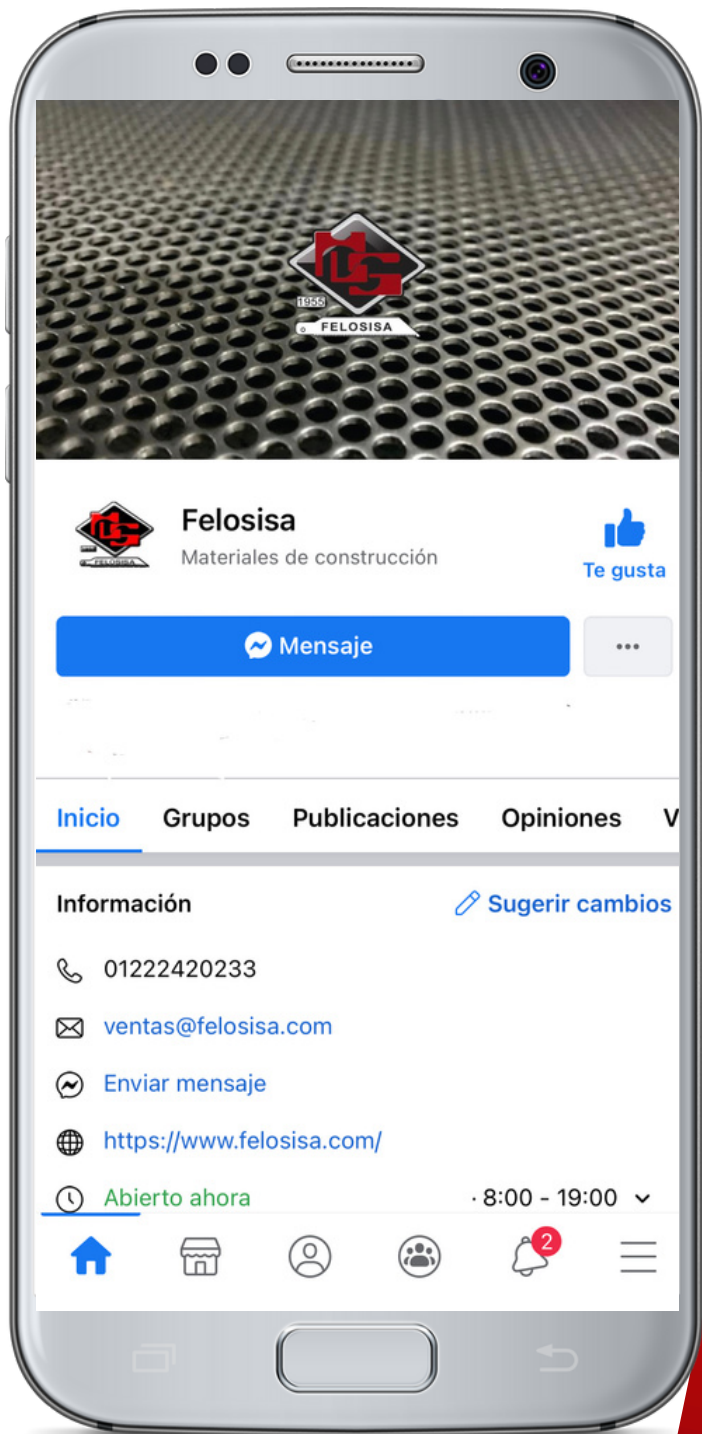 1955
FELOSISA
FELOSISA
Felosisa
Materiales de construcción
Te gusta
Mensaje
Inicio Grupos Publicaciones Opiniones V
Información Sugerir cambios
01222420233
ventas@felosisa.com
Enviar mensaje
https://www.felosisa.com/
Abierto ahora · 8:00 - 19:00
2